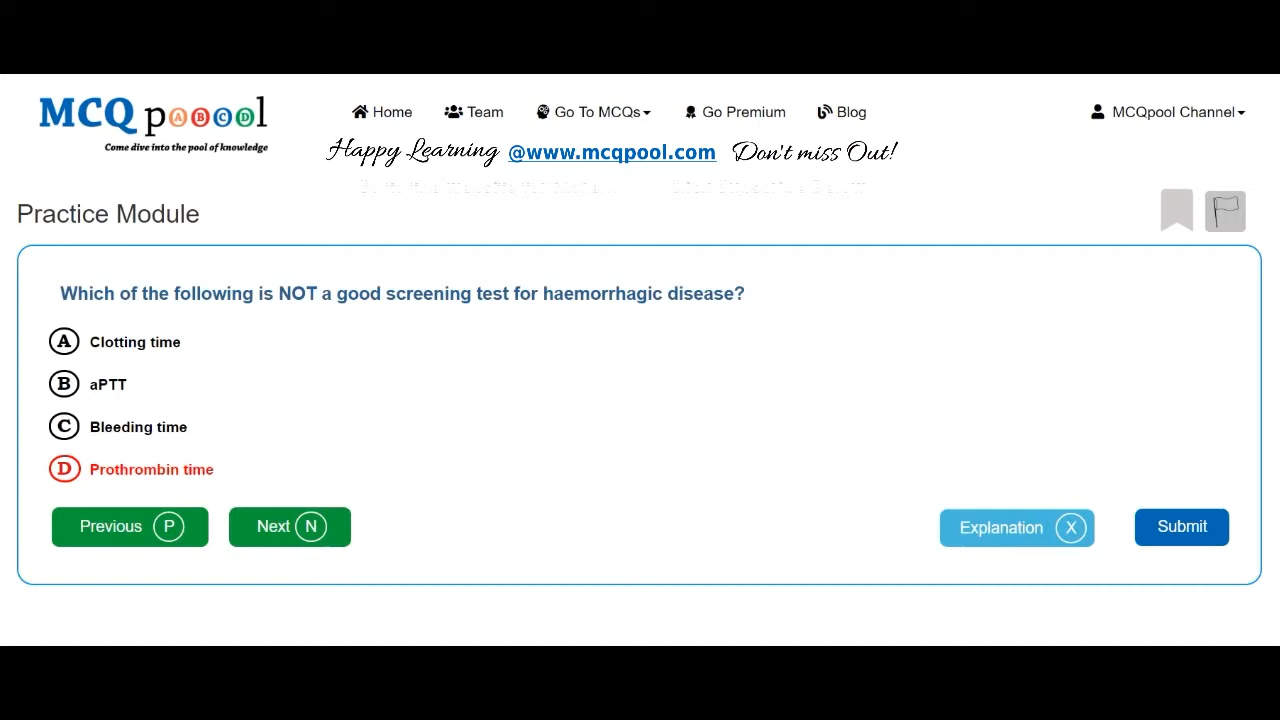 MCQ pooool
Come dive into the pool of knowledge
Home Team Go To MCQs Go Premium Blog MCQpool Channel
Happy Learning @www.mcqpool.com Don't miss Out!
Practice Module
Which of the following is NOT a good screening test for haemorrhagic disease?
A Clotting time
B aPTT
C Bleeding time
D Prothrombin time
Previous P Next N Explanation X Submit